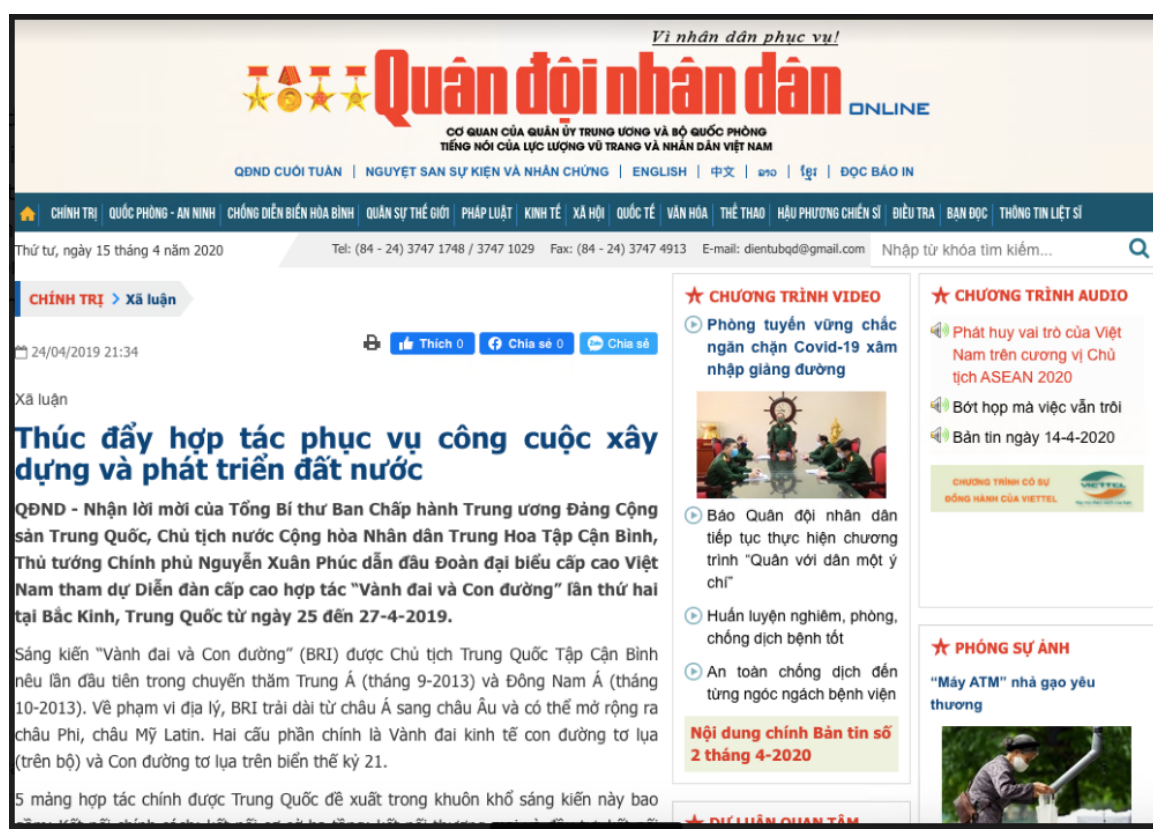 Vì nhân dân phục vụ!
Quân đội nhân dân ONLINE
CƠ QUAN CỦA QUÂN ỦY TRUNG ƯƠNG VÀ BỘ QUỐC PHÒNG
TIẾNG NÓI CỦA LỰC LƯỢNG VŨ TRANG VÀ NHÂN DÂN VIỆT NAM
QĐND CUỐI TUẦN | NGUYỆT SAN SỰ KIỆN VÀ NHÂN CHỨNG | ENGLISH | 中文 | ລາວ | ខ្មែរ | ĐỌC BÁO IN
CHÍNH TRỊ | QUỐC PHÒNG - AN NINH | CHỐNG DIỄN BIẾN HÒA BÌNH | QUÂN SỰ THẾ GIỚI | PHÁP LUẬT | KINH TẾ | XÃ HỘI | QUỐC TẾ | VĂN HÓA | THỂ THAO | HẬU PHƯƠNG CHIẾN SĨ | ĐIỀU TRA | BẠN ĐỌC | THÔNG TIN LIỆT SĨ
Thứ tư, ngày 15 tháng 4 năm 2020
Tel: (84 - 24) 3747 1748 / 3747 1029 Fax: (84 - 24) 3747 4913 E-mail: dientubqd@gmail.com
Nhập từ khóa tìm kiếm...
CHÍNH TRỊ > Xã luận
24/04/2019 21:34
Thích 0
Chia sẻ 0
Chia sẻ
Xã luận
Thúc đẩy hợp tác phục vụ công cuộc xây
dựng và phát triển đất nước
QĐND - Nhận lời mời của Tổng Bí thư Ban Chấp hành Trung ương Đảng Cộng
sản Trung Quốc, Chủ tịch nước Cộng hòa Nhân dân Trung Hoa Tập Cận Bình,
Thủ tướng Chính phủ Nguyễn Xuân Phúc dẫn đầu Đoàn đại biểu cấp cao Việt
Nam tham dự Diễn đàn cấp cao hợp tác “Vành đai và Con đường” lần thứ hai
tại Bắc Kinh, Trung Quốc từ ngày 25 đến 27-4-2019.
Sáng kiến “Vành đai và Con đường” (BRI) được Chủ tịch Trung Quốc Tập Cận Bình
nêu lần đầu tiên trong chuyến thăm Trung Á (tháng 9-2013) và Đông Nam Á (tháng
10-2013). Về phạm vi địa lý, BRI trải dài từ châu Á sang châu Âu và có thể mở rộng ra
châu Phi, châu Mỹ Latin. Hai cấu phần chính là Vành đai kinh tế con đường tơ lụa
(trên bộ) và Con đường tơ lụa trên biển thế kỷ 21.
5 mảng hợp tác chính được Trung Quốc đề xuất trong khuôn khổ sáng kiến này bao
CHƯƠNG TRÌNH VIDEO
Phòng tuyến vững chắc
ngăn chặn Covid-19 xâm
nhập giảng đường
Báo Quân đội nhân dân
tiếp tục thực hiện chương
trình “Quân với dân một ý
chí”
Huấn luyện nghiêm, phòng,
chống dịch bệnh tốt
An toàn chống dịch đến
từng ngóc ngách bệnh viện
Nội dung chính Bản tin số
2 tháng 4-2020
DƯ LUẬN QUAN TÂM
CHƯƠNG TRÌNH AUDIO
Phát huy vai trò của Việt
Nam trên cương vị Chủ
tịch ASEAN 2020
Bớt họp mà việc vẫn trôi
Bản tin ngày 14-4-2020
CHƯƠNG TRÌNH CÓ SỰ
ĐỒNG HÀNH CỦA VIETTEL
VIETTEL
PHÓNG SỰ ẢNH
“Máy ATM” nhả gạo yêu
thương